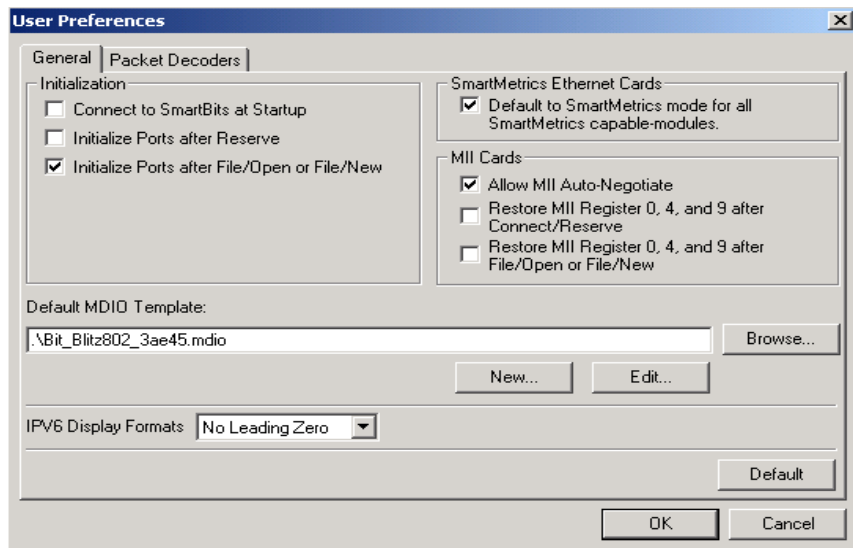 User Preferences
General
Packet Decoders
Initialization
Connect to SmartBits at Startup
Initialize Ports after Reserve
Initialize Ports after File/Open or File/New
SmartMetrics Ethernet Cards
Default to SmartMetrics mode for all
SmartMetrics capable-modules.
MII Cards
Allow MII Auto-Negotiate
Restore MII Register 0, 4, and 9 after
Connect/Reserve
Restore MII Register 0, 4, and 9 after
File/Open or File/New
Default MDIO Template:
.\Bit_Blitz802_3ae45.mdio
Browse...
New...
Edit...
IPV6 Display Formats
No Leading Zero
Default
OK
Cancel